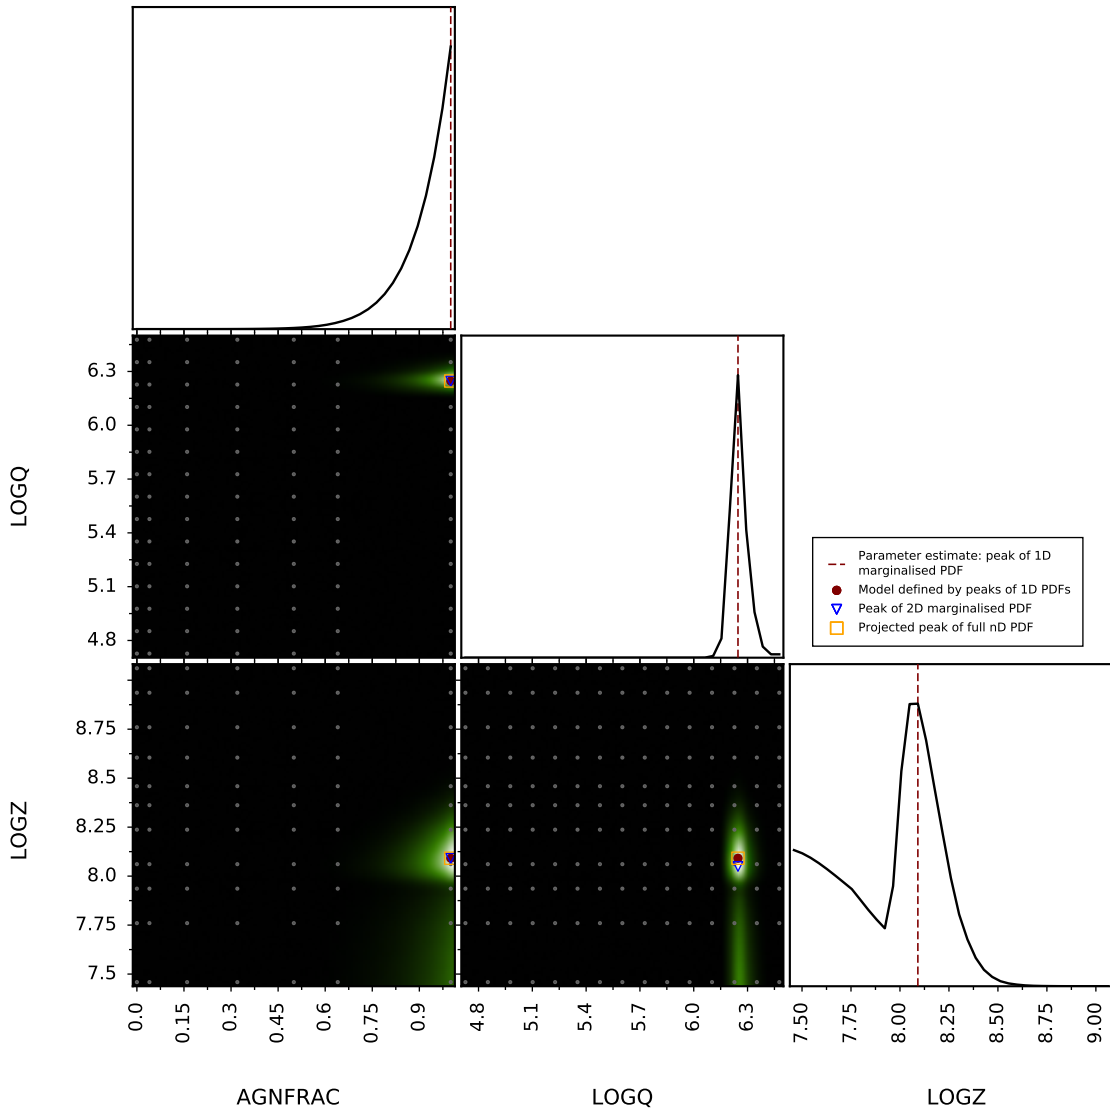 6.3
6.0
5.7
5.4
5.1
4.8
LOGQ
Parameter estimate: peak of 1D
marginalised PDF
Model defined by peaks of 1D PDFs
Peak of 2D marginalised PDF
Projected peak of full nD PDF
8.75
8.5
8.25
8.0
7.75
7.5
LOGZ
0.0 0.15 0.3 0.45 0.6 0.75 0.9
4.8 5.1 5.4 5.7 6.0 6.3
7.50 7.75 8.00 8.25 8.50 8.75 9.00
AGNFRAC LOGQ LOGZ